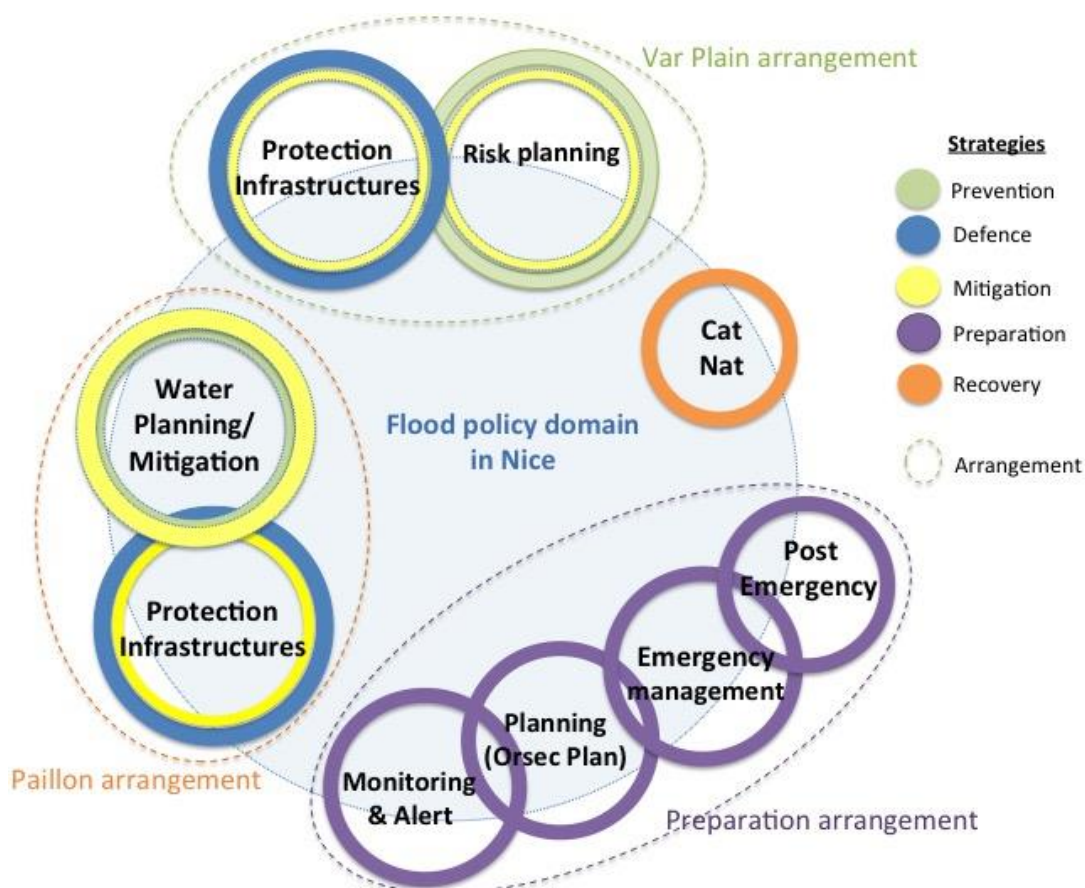 Var Plain arrangement
Protection
Infrastructures
Risk planning
Strategies
Prevention
Defence
Mitigation
Preparation
Recovery
Arrangement
Cat
Nat
Water
Planning/
Mitigation
Flood policy domain
in Nice
Protection
Infrastructures
Paillon arrangement
Post
Emergency
Emergency
management
Planning
(Orsec Plan)
Monitoring
& Alert
Preparation arrangement